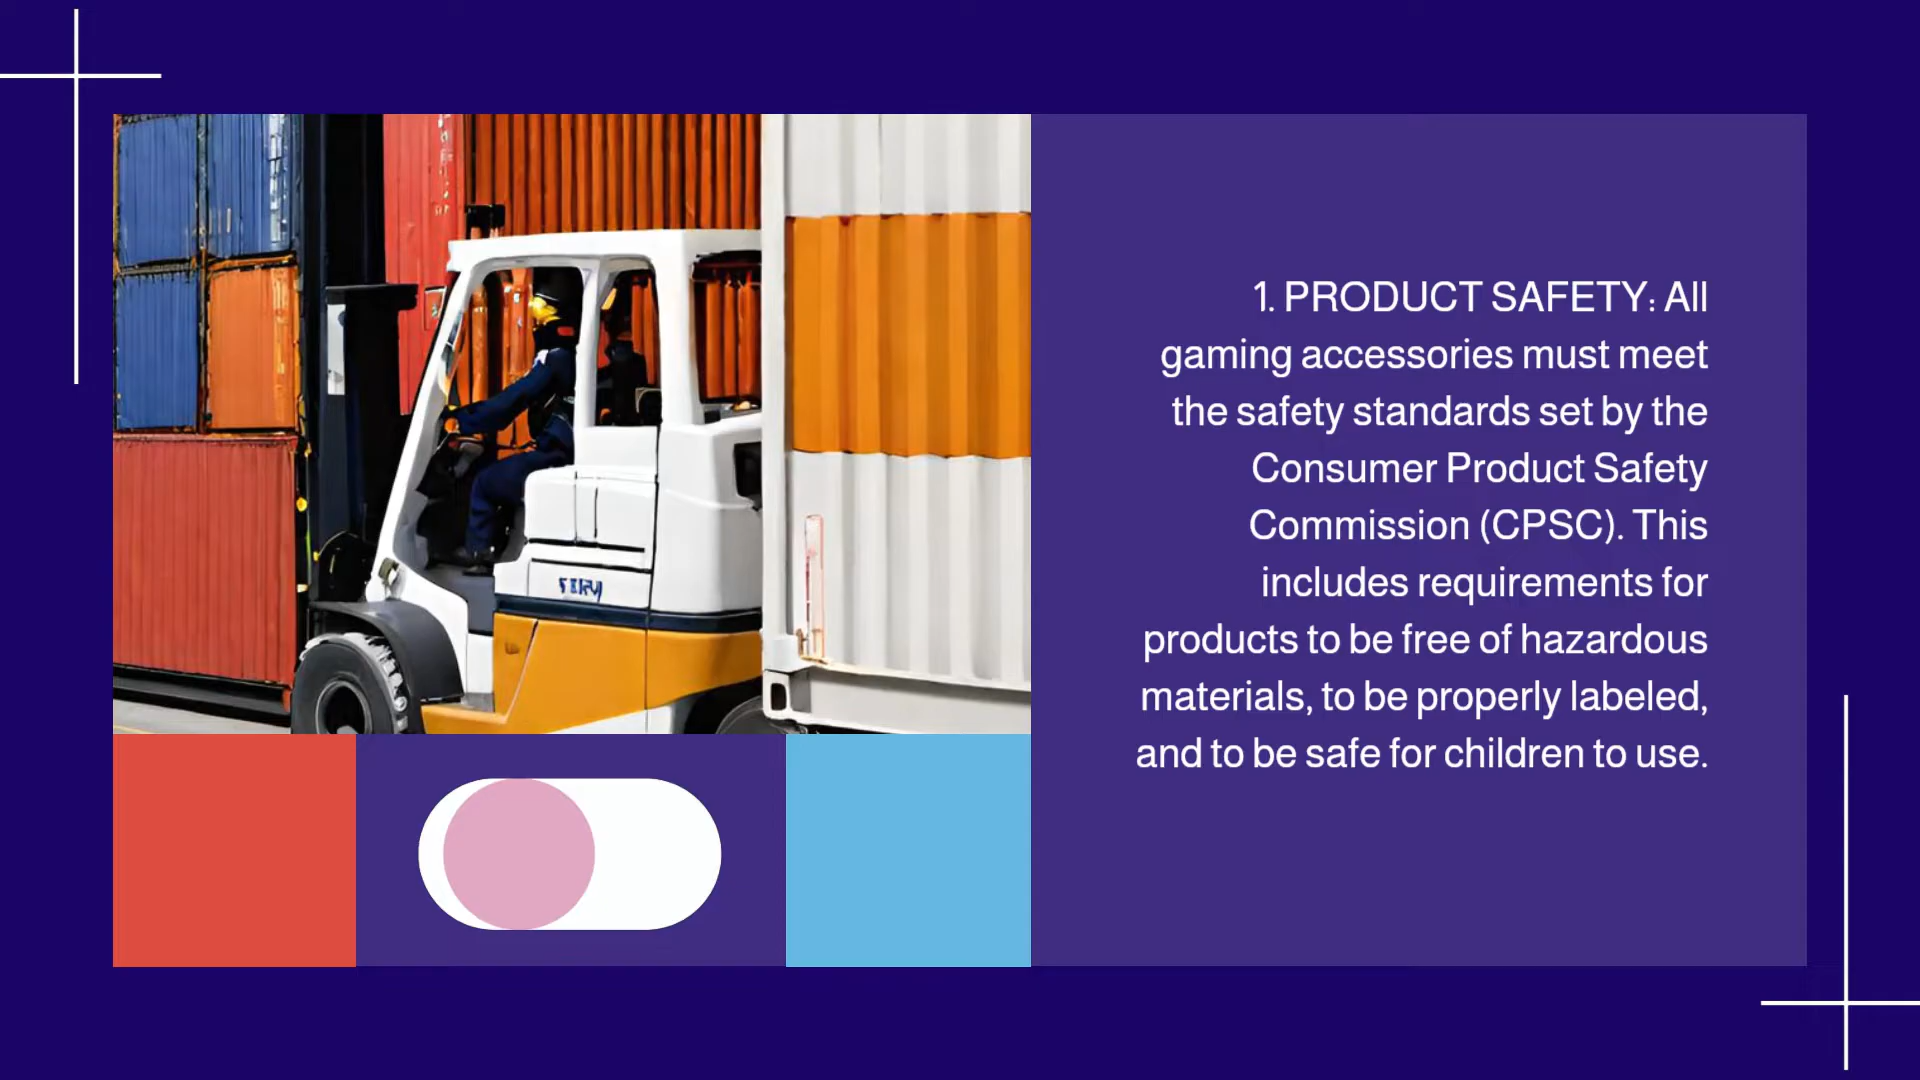 1. PRODUCT SAFETY: All
gaming accessories must meet
the safety standards set by the
Consumer Product Safety
Commission (CPSC). This
includes requirements for
products to be free of hazardous
materials, to be properly labeled,
and to be safe for children to use.